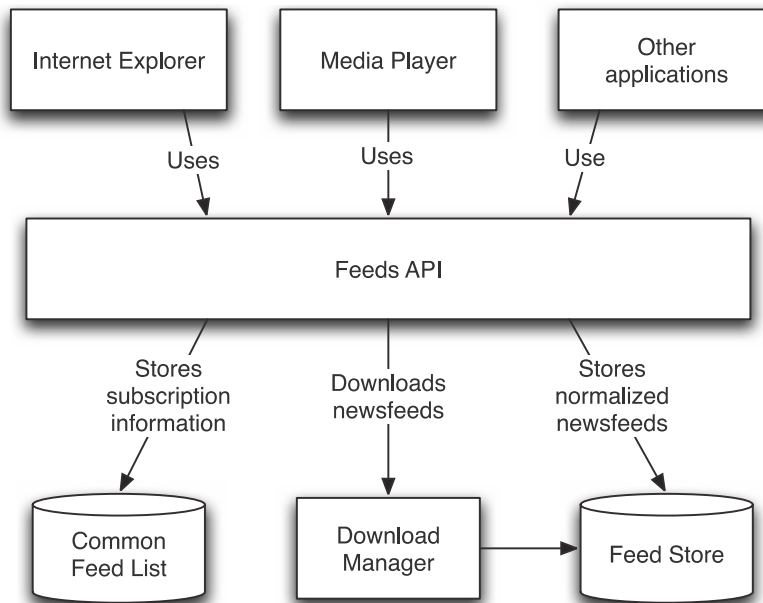 Internet Explorer
Media Player
Other
applications
Uses
Uses
Use
Feeds API
Stores
subscription
information
Downloads
newsfeeds
Stores
normalized
newsfeeds
Common
Feed List
Download
Manager
Feed Store